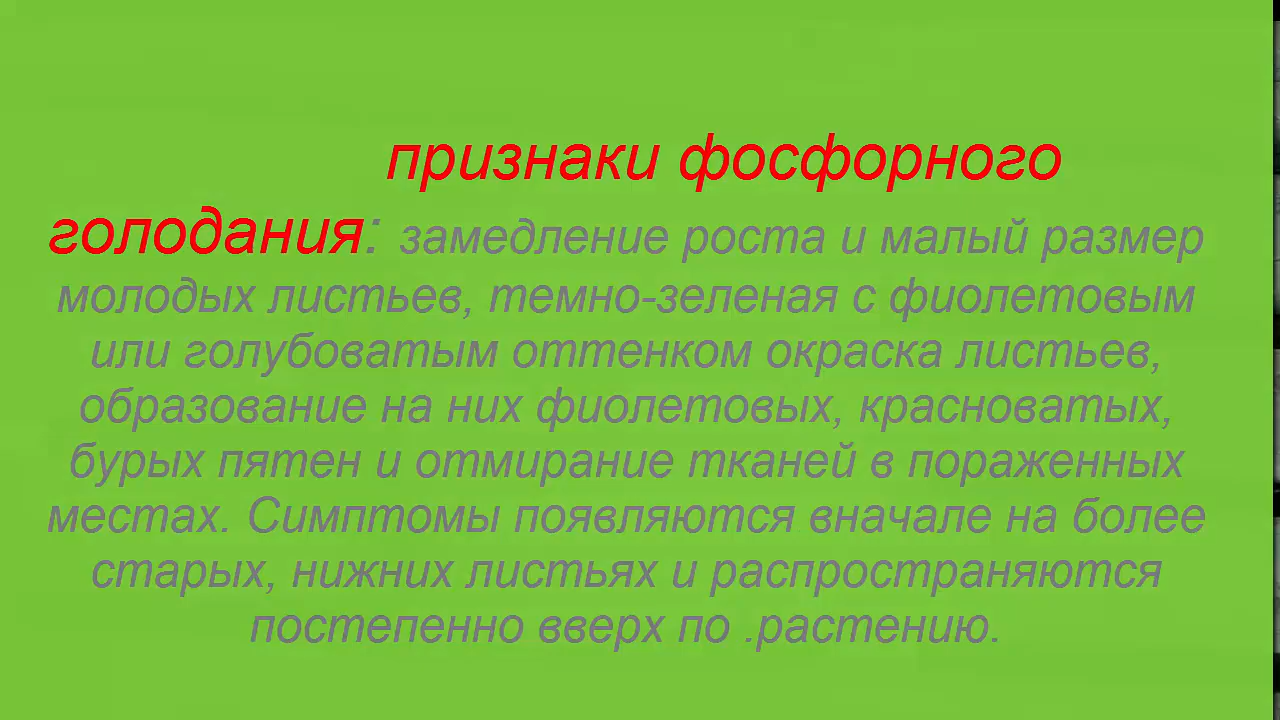 признаки фосфорного
голодания: замедление роста и малый размер
молодых листьев, темно-зеленая с фиолетовым
или голубоватым оттенком окраска листьев,
образование на них фиолетовых, красноватых,
бурых пятен и отмирание тканей в пораженных
местах. Симптомы появляются вначале на более
старых, нижних листьях и распространяются
постепенно вверх по .растению.